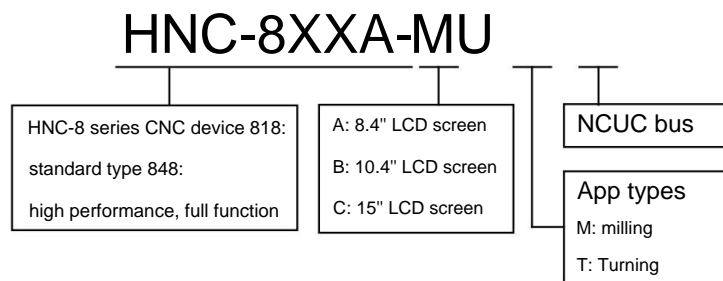 HNC-8XXA-MU
HNC-8 series CNC device 818:
standard type 848:
high performance, full function
A: 8.4" LCD screen
B: 10.4" LCD screen
C: 15" LCD screen
NCUC bus
App types
M: milling
T: Turning